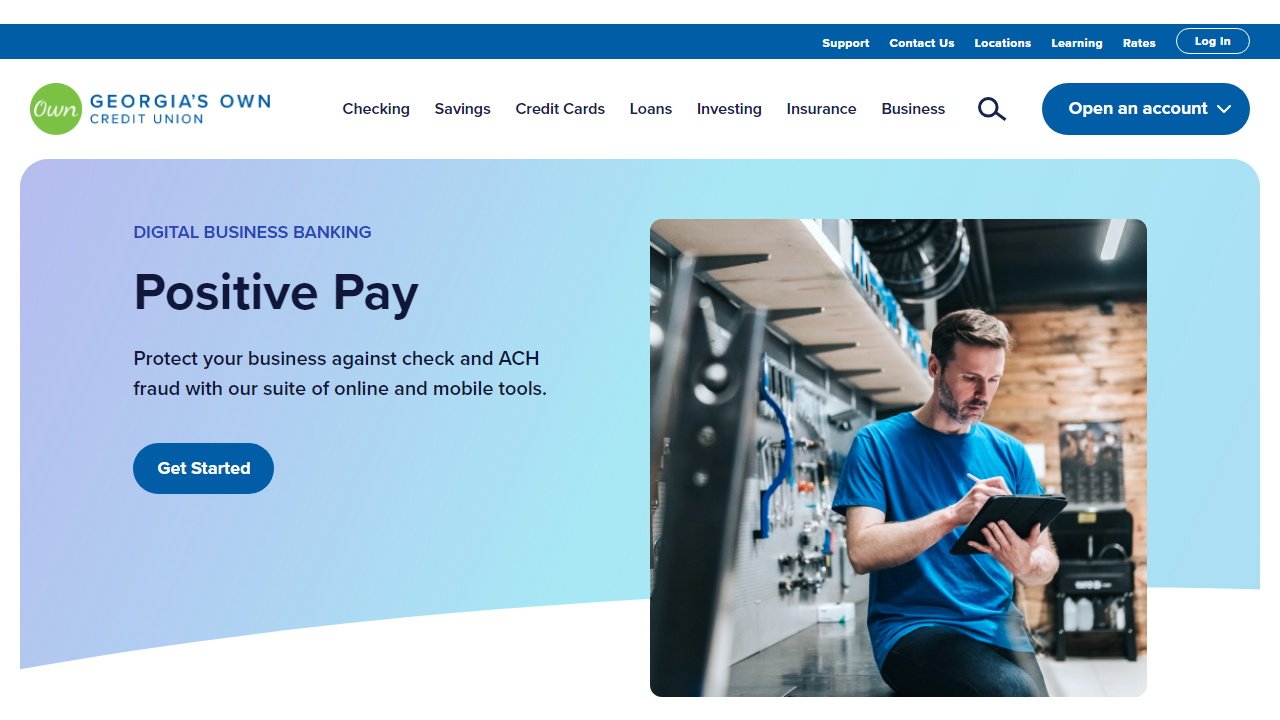 Support Contact Us Locations Learning Rates Log In
Own GEORGIA'S OWN
CREDIT UNION
Checking Savings Credit Cards Loans Investing Insurance Business Open an account
DIGITAL BUSINESS BANKING
Positive Pay
Protect your business against check and ACH
fraud with our suite of online and mobile tools.
Get Started